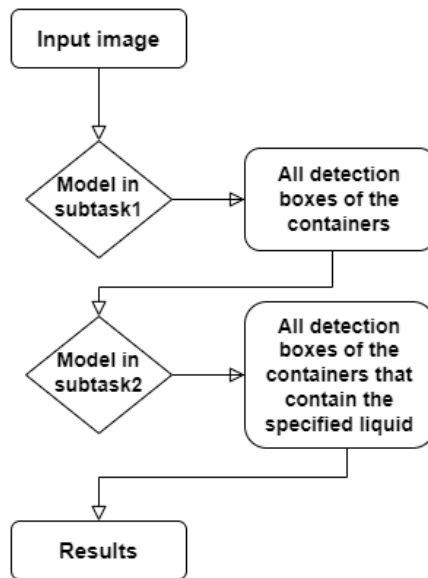 Input image
Model in
subtask1
All detection
boxes of the
containers
Model in
subtask2
All detection
boxes of the
containers that
contain the
specified liquid
Results